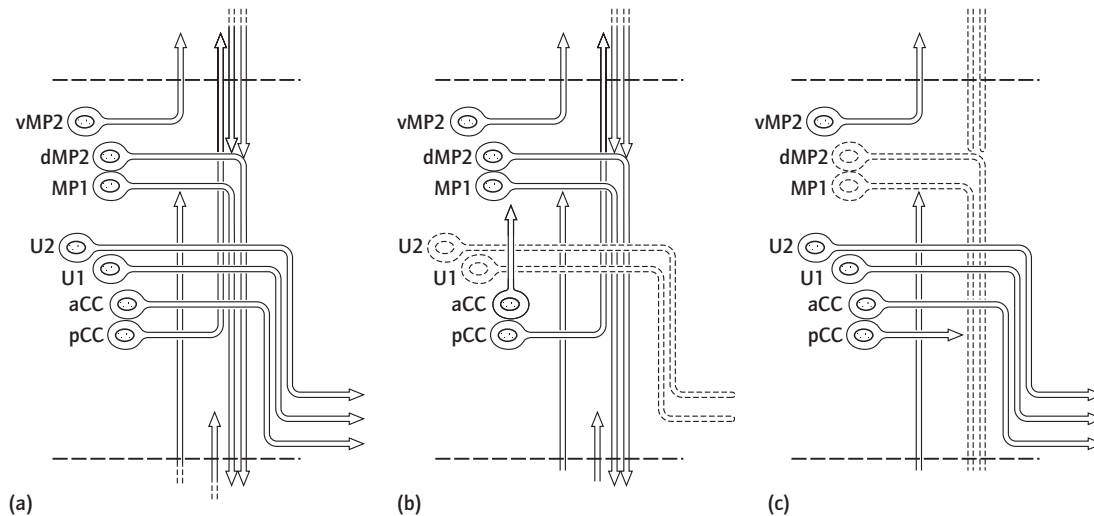 vMP2
dMP2
MP1
U2
U1
aCC
pCC
(a)
vMP2
dMP2
MP1
U2
U1
aCC
pCC
(b)
vMP2
dMP2
MP1
U2
U1
aCC
pCC
(c)